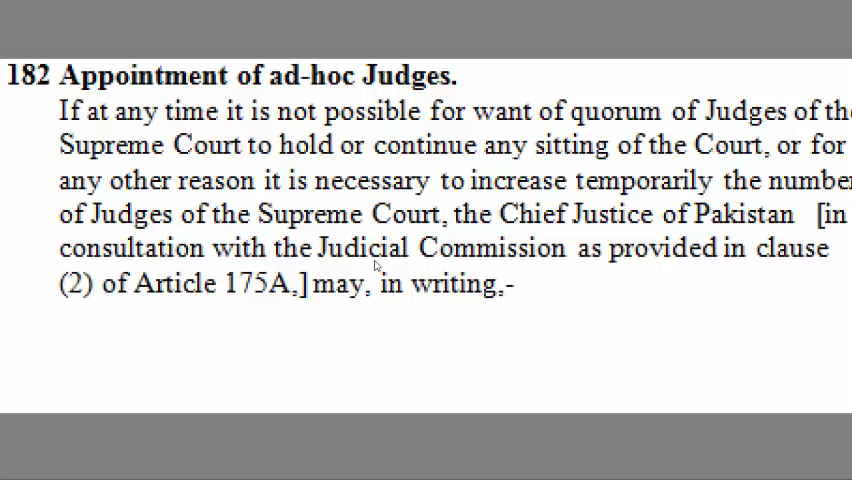 182 Appointment of ad-hoc Judges.
If at any time it is not possible for want of quorum of Judges of the
Supreme Court to hold or continue any sitting of the Court, or for
any other reason it is necessary to increase temporarily the number
of Judges of the Supreme Court, the Chief Justice of Pakistan [in
consultation with the Judicial Commission as provided in clause
(2) of Article 175A,] may, in writing,-